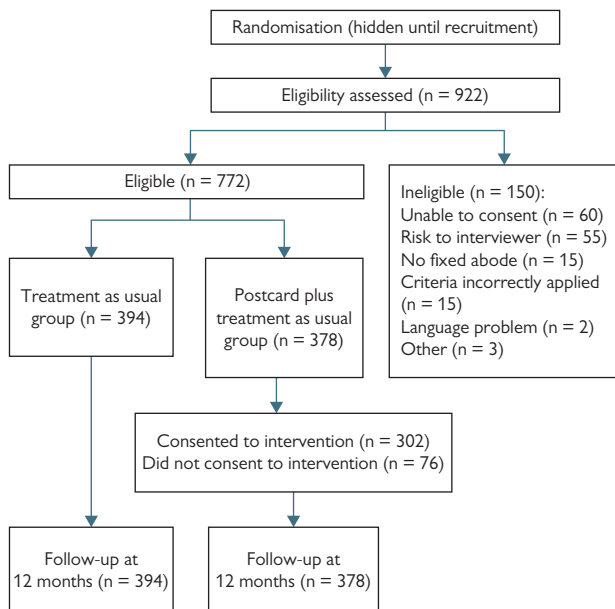 Randomisation (hidden until recruitment)
Eligibility assessed (n = 922)
Eligible (n = 772)
Ineligible (n = 150):
Unable to consent (n = 60)
Risk to interviewer (n = 55)
No fixed abode (n = 15)
Criteria incorrectly applied
(n = 15)
Language problem (n = 2)
Other (n = 3)
Treatment as usual
group (n = 394)
Postcard plus
treatment as usual
group (n = 378)
Consented to intervention (n = 302)
Did not consent to intervention (n = 76)
Follow-up at
12 months (n = 394)
Follow-up at
12 months (n = 378)